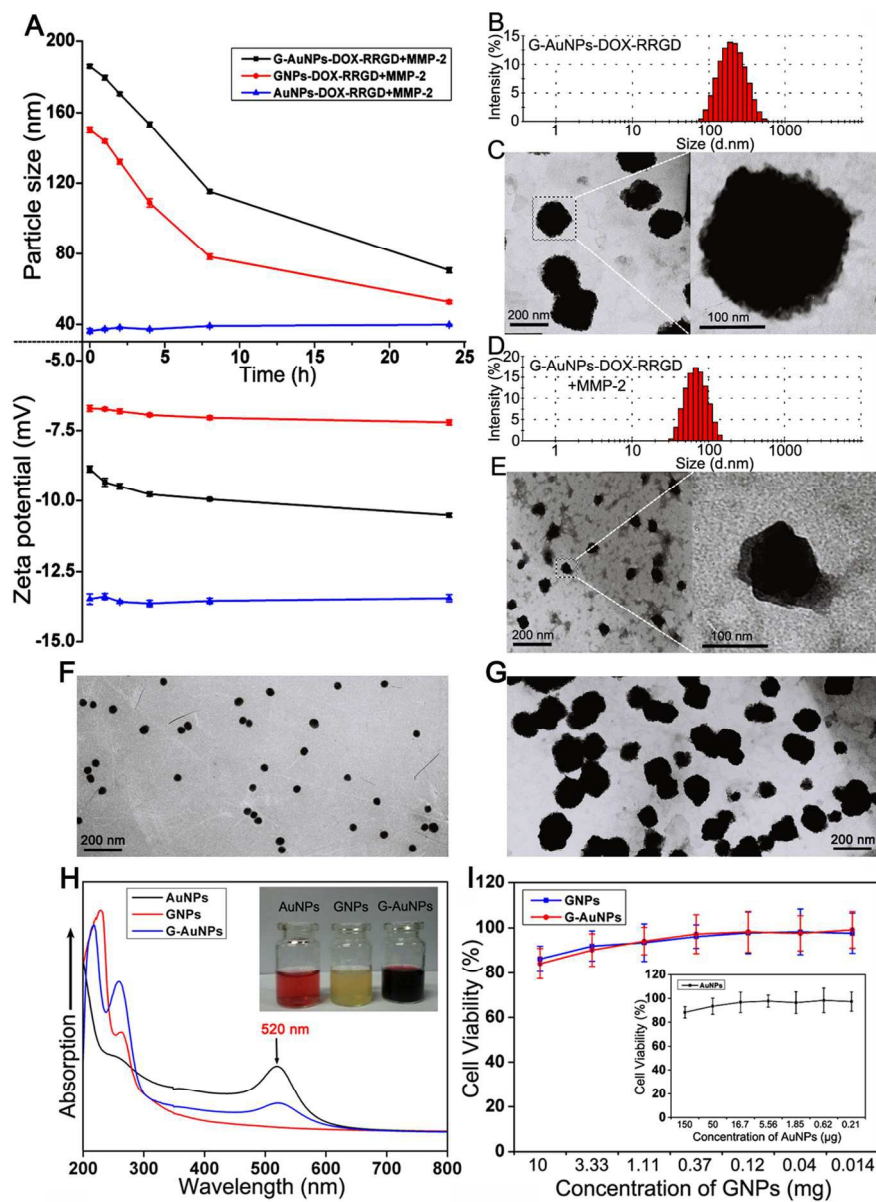 A
Particle size (nm)
200
160
120
80
40
G-AuNPs-DOX-RRGD+MMP-2
GNPs-DOX-RRGD+MMP-2
AuNPs-DOX-RRGD+MMP-2
0 5 10 15 20 25
Time (h)
Zeta potential (mV)
-5.0
-7.5
-10.0
-12.5
-15.0
B
G-AuNPs-DOX-RRGD
Intensity (%)
15
10
5
0
1 10 100 1000
Size (d.nm)
C
200 nm
100 nm
D
G-AuNPs-DOX-RRGD
+MMP-2
Intensity (%)
20
15
10
5
0
1 10 100 1000
Size (d.nm)
E
200 nm
100 nm
F
200 nm
G
200 nm
H
AuNPs
GNPs
G-AuNPs
AuNPs GNPs G-AuNPs
520 nm
Absorption
200 300 400 500 600 700 800
Wavelength (nm)
I
Cell Viability (%)
120
100
80
60
40
20
0
GNPs
G-AuNPs
AuNPs
Cell Viability (%)
120
100
80
60
40
20
0
150 50 16.7 5.56 1.85 0.62 0.21
Concentration of AuNPs (μg)
10 3.33 1.11 0.37 0.12 0.04 0.014
Concentration of GNPs (mg)